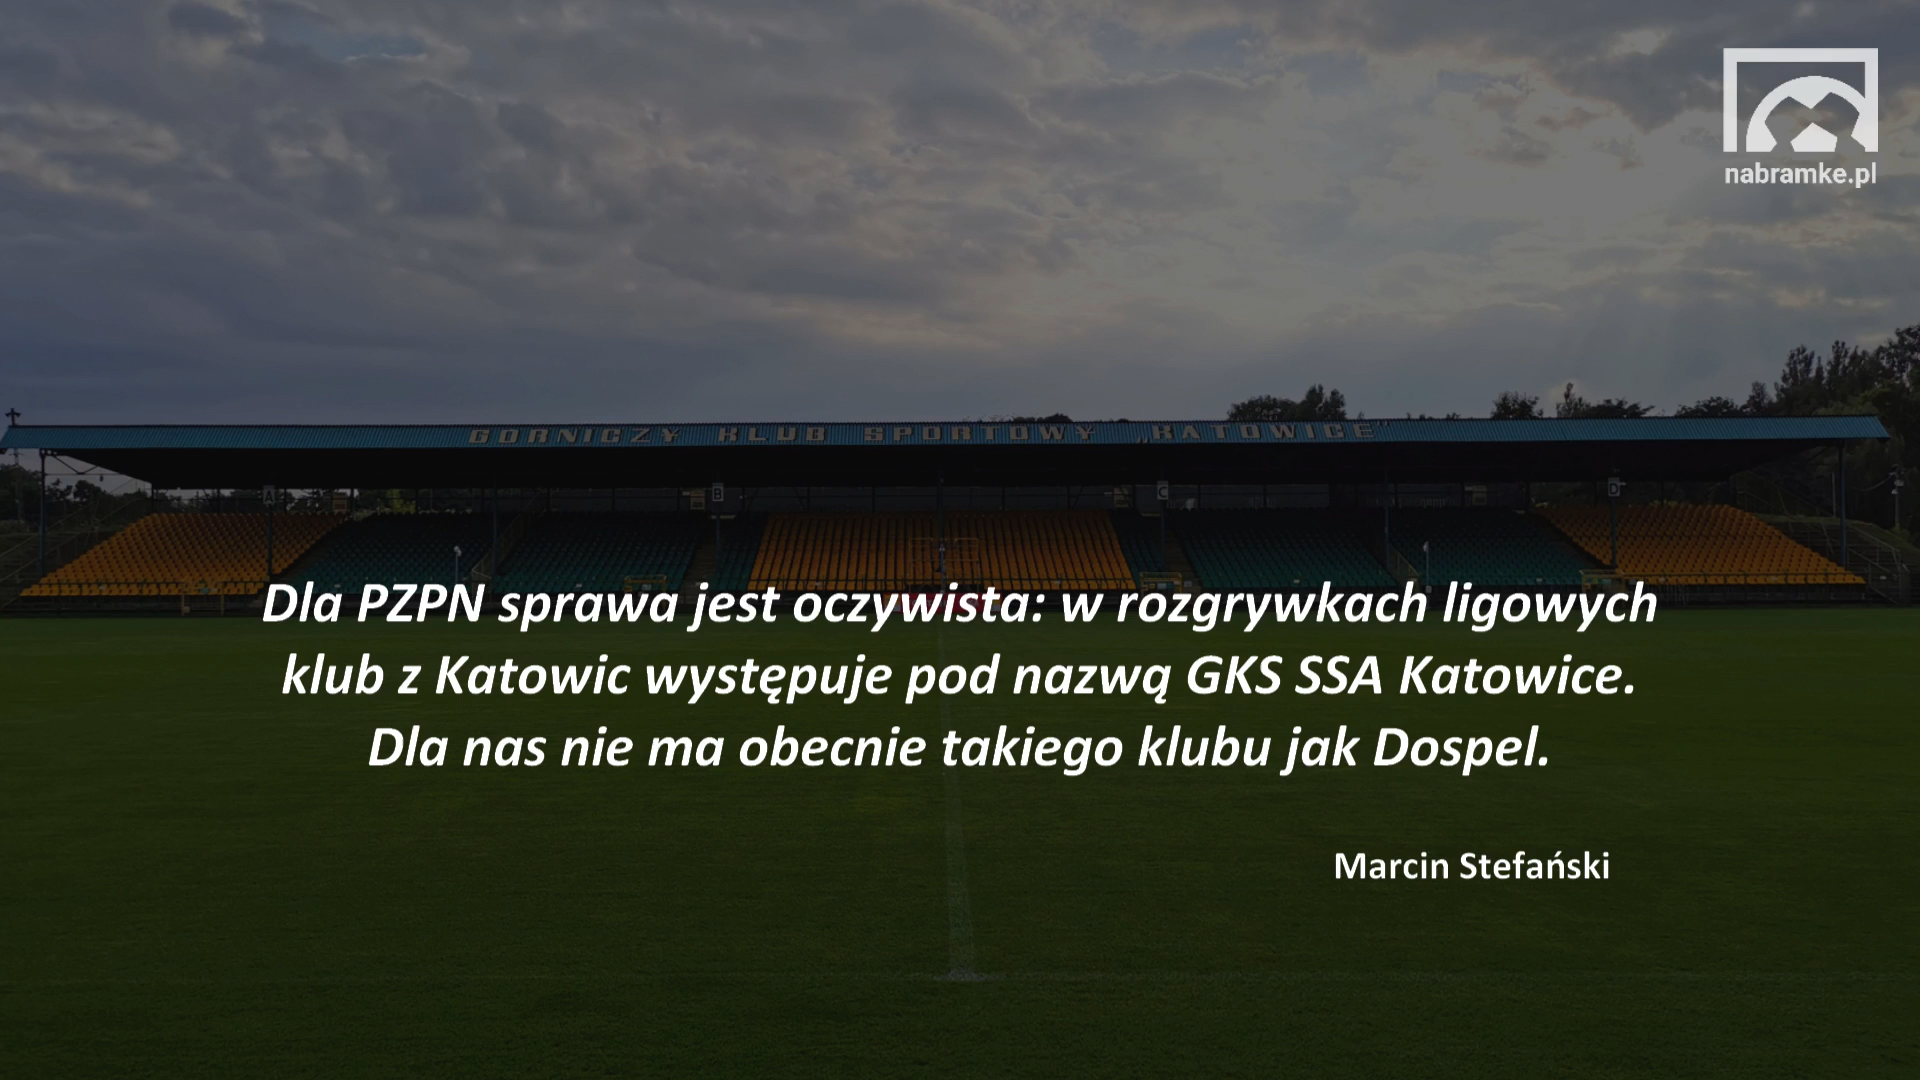 nabramke.pl
GÓRNICZY KLUB SPORTOWY „KATOWICE”
A
B
C
D
Dla PZPN sprawa jest oczywista: w rozgrywkach ligowych
klub z Katowic występuje pod nazwą GKS SSA Katowice.
Dla nas nie ma obecnie takiego klubu jak Dospel.
Marcin Stefański